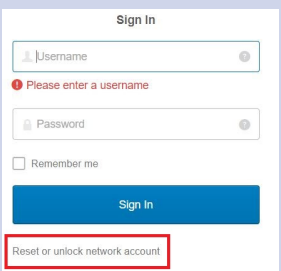 Sign In
Username
Please enter a username
Password
Remember me
Sign In
Reset or unlock network account